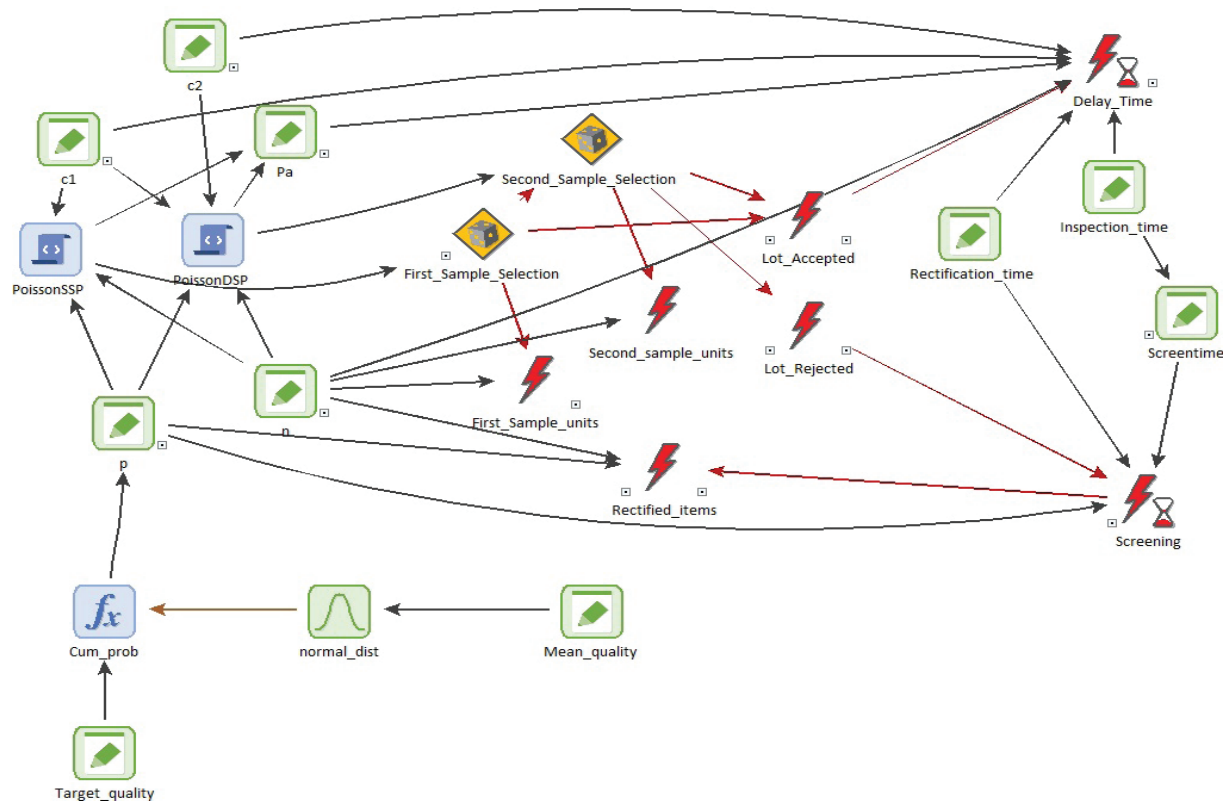 c2
Delay_Time
c1
Pa
Second_Sample_Selection
Inspection_time
Lot_Accepted
PoissonSSP
PoissonDSP
First_Sample_Selection
Rectification_time
Second_sample_units
Lot_Rejected
Screentime
First_Sample_units
n
p
Rectified_items
Screening
fx
Cum_prob
normal_dist
Mean_quality
Target_quality